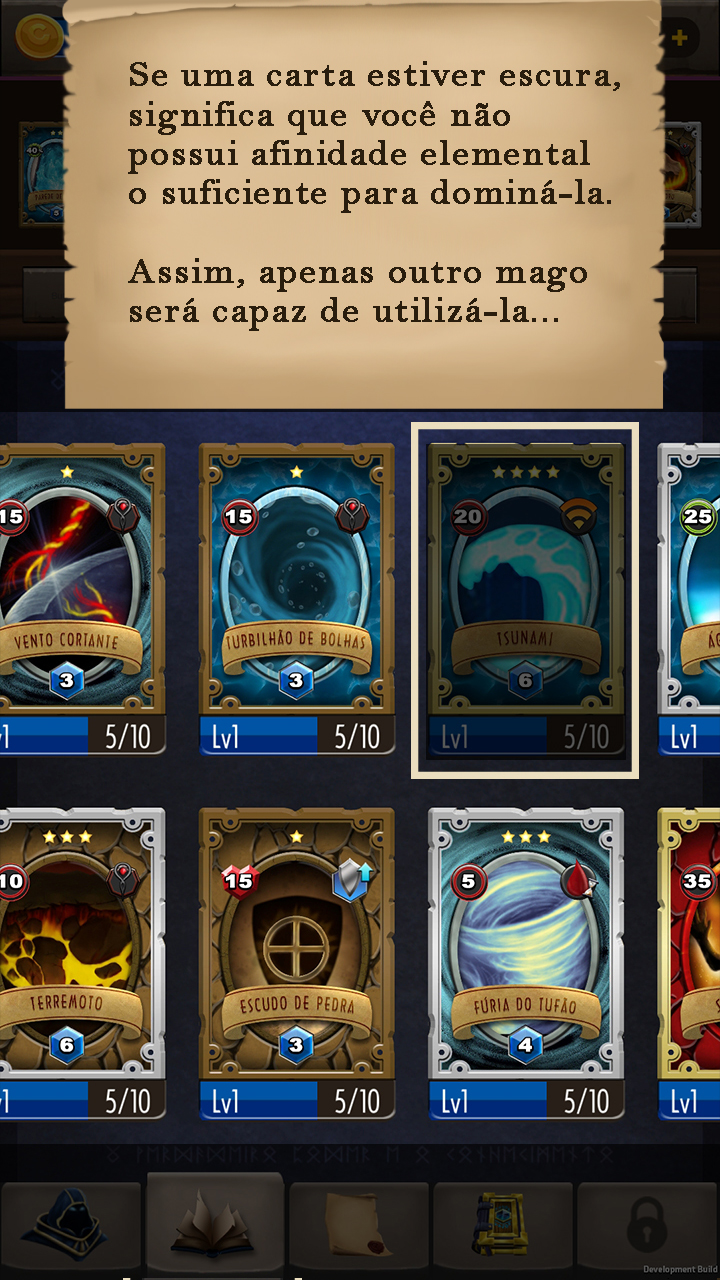 Se uma carta estiver escura,
significa que você não
possui afinidade elemental
o suficiente para dominá-la.
Assim, apenas outro mago
será capaz de utilizá-la...
40
15
15
20
25
VENTO CORTANTE
TURBILHÃO DE BOLHAS
TSUNAMI
3
3
6
5/10
Lv1
5/10
Lv1
5/10
Lv1
10
15
5
35
TERREMOTO
ESCUDO DE PEDRA
FÚRIA DO TUFÃO
6
3
4
5/10
Lv1
5/10
Lv1
5/10
Lv1
Development Build